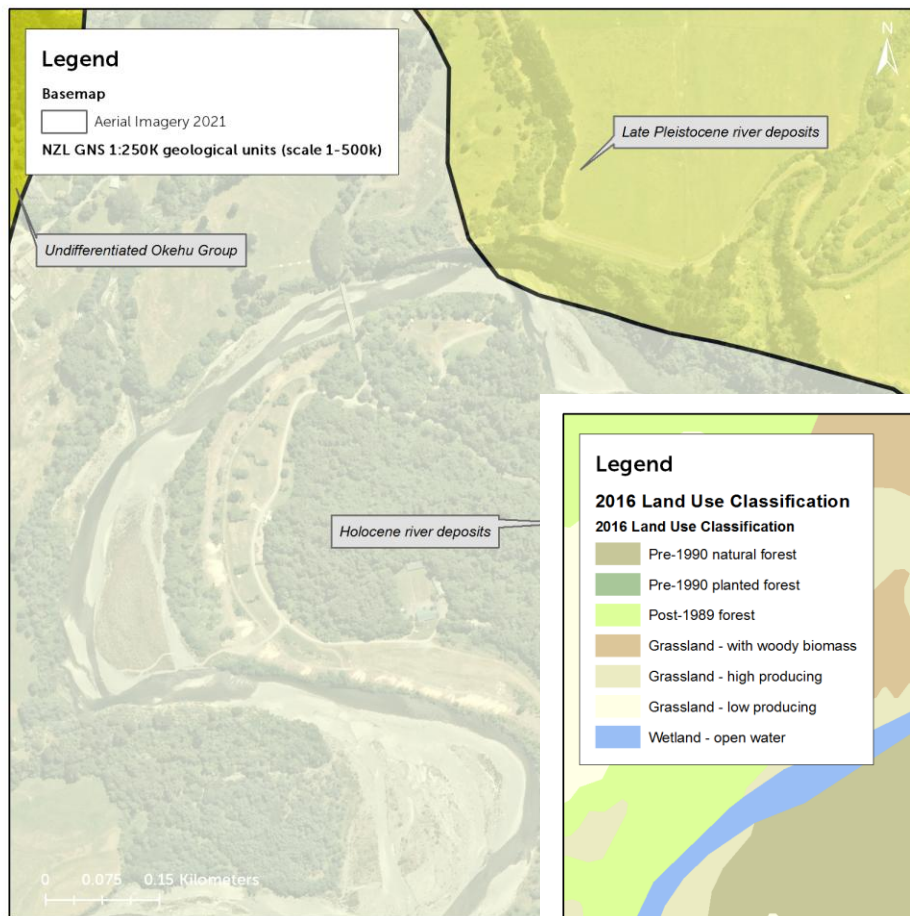 N
Legend
Basemap
Aerial Imagery 2021
NZL GNS 1:250K geological units (scale 1-500k)
Late Pleistocene river deposits
Undifferentiated Okehu Group
Holocene river deposits
0 0.075 0.15 Kilometers
Legend
2016 Land Use Classification
2016 Land Use Classification
Pre-1990 natural forest
Pre-1990 planted forest
Post-1989 forest
Grassland - with woody biomass
Grassland - high producing
Grassland - low producing
Wetland - open water